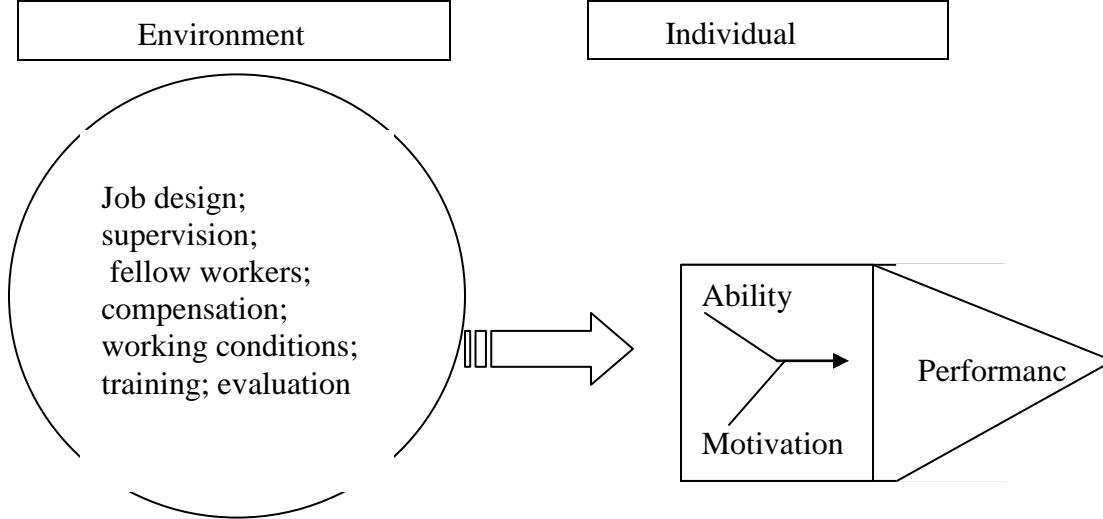 Environment
Individual
Job design;
supervision;
fellow workers;
compensation;
working conditions;
training; evaluation
Ability
Motivation
Performanc